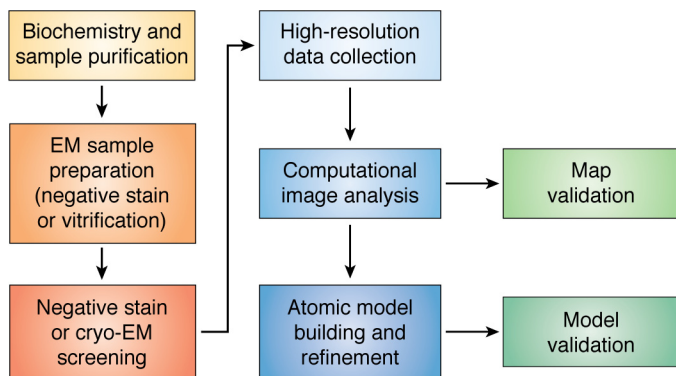 Biochemistry and
sample purification
EM sample
preparation
(negative stain
or vitrification)
Negative stain
or cryo-EM
screening
High-resolution
data collection
Computational
image analysis
Map
validation
Atomic model
building and
refinement
Model
validation